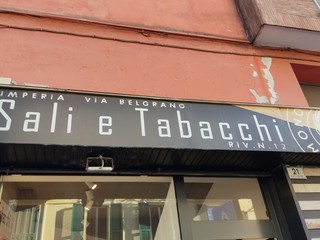 IMPERIA VIA BELGRANO
Sali e Tabacchi
RIV. N. 12
21